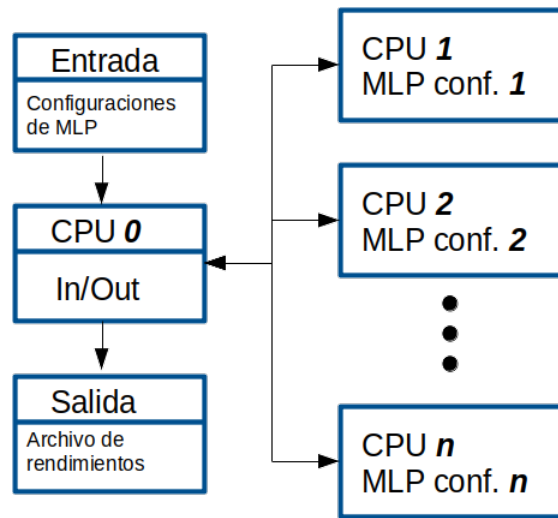 Entrada
Configuraciones
de MLP
CPU 0
In/Out
Salida
Archivo de
rendimientos
CPU 1
MLP conf. 1
CPU 2
MLP conf. 2
CPU n
MLP conf. n